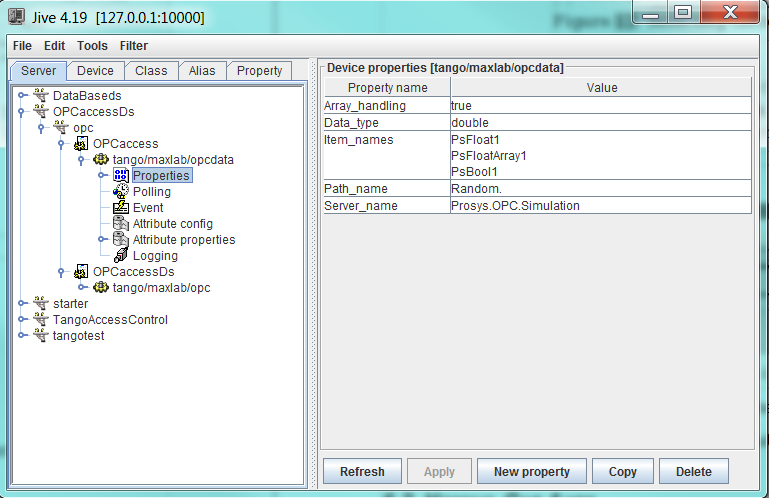 Figure
Jive 4.19 [127.0.0.1:10000]
File Edit Tools Filter
Server Device Class Alias Property
DataBaseds
OPCaccessDs
opc
OPCaccess
tango/maxlab/opcdata
Properties
Polling
Event
Attribute config
Attribute properties
Logging
OPCaccessDs
tango/maxlab/opc
starter
TangoAccessControl
tangotest
Device properties [tango/maxlab/opcdata]
Property name Value
Array_handling true
Data_type double
Item_names PsFloat1
PsFloatArray1
PsBool1
Path_name Random.
Server_name Prosys.OPC.Simulation
Refresh Apply New property Copy Delete